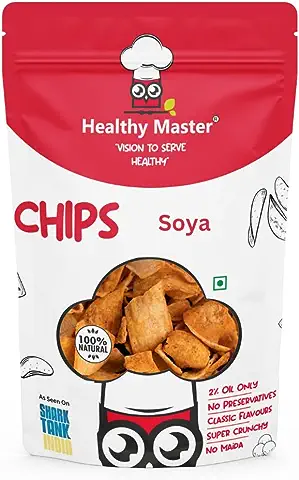 Healthy Master®
"VISION TO SERVE
HEALTHY"
CHIPS
Soya
100%
NATURAL
As Seen On
SHARK
TANK
INDIA
2% OIL ONLY
NO PRESERVATIVES
CLASSIC FLAVOURS
SUPER CRUNCHY
NO MAIDA